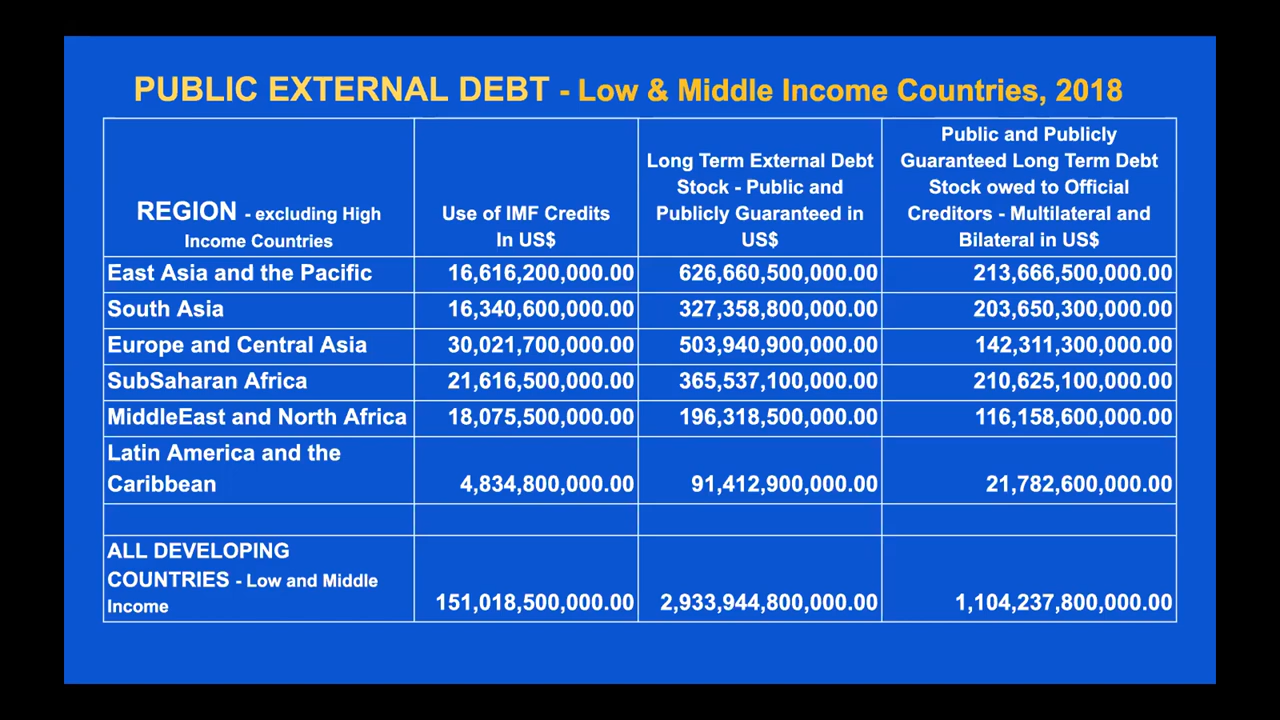 PUBLIC EXTERNAL DEBT - Low & Middle Income Countries, 2018
REGION - excluding High
Income Countries
Use of IMF Credits
In US$
Long Term External Debt
Stock - Public and
Publicly Guaranteed in
US$
Public and Publicly
Guaranteed Long Term Debt
Stock owed to Official
Creditors - Multilateral and
Bilateral in US$
East Asia and the Pacific 16,616,200,000.00 626,660,500,000.00 213,666,500,000.00
South Asia 16,340,600,000.00 327,358,800,000.00 203,650,300,000.00
Europe and Central Asia 30,021,700,000.00 503,940,900,000.00 142,311,300,000.00
SubSaharan Africa 21,616,500,000.00 365,537,100,000.00 210,625,100,000.00
MiddleEast and North Africa 18,075,500,000.00 196,318,500,000.00 116,158,600,000.00
Latin America and the
Caribbean 4,834,800,000.00 91,412,900,000.00 21,782,600,000.00
ALL DEVELOPING
COUNTRIES - Low and Middle
Income 151,018,500,000.00 2,933,944,800,000.00 1,104,237,800,000.00